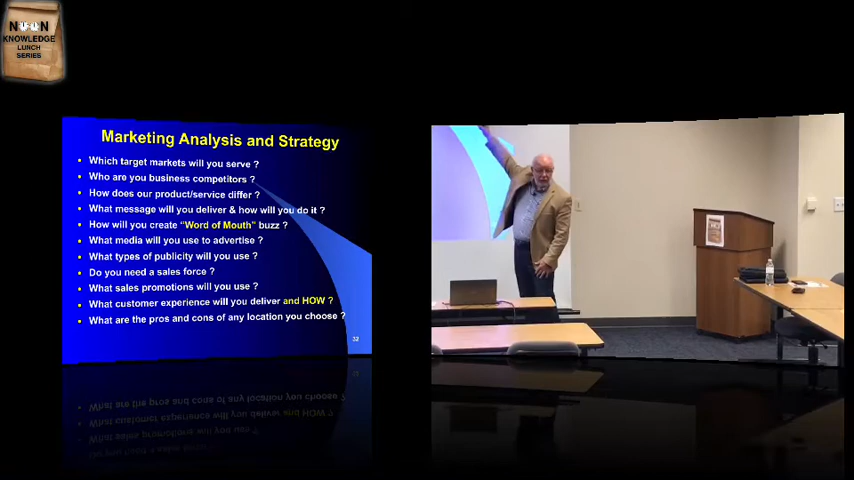 NOON
KNOWLEDGE
LUNCH
SERIES
Marketing Analysis and Strategy
Which target markets will you serve ?
Who are you business competitors ?
How does our product/service differ ?
What message will you deliver & how will you do it ?
How will you create “Word of Mouth” buzz ?
What media will you use to advertise ?
What types of publicity will you use ?
Do you need a sales force ?
What sales promotions will you use ?
What customer experience will you deliver and HOW ?
What are the pros and cons of any location you choose ?
32